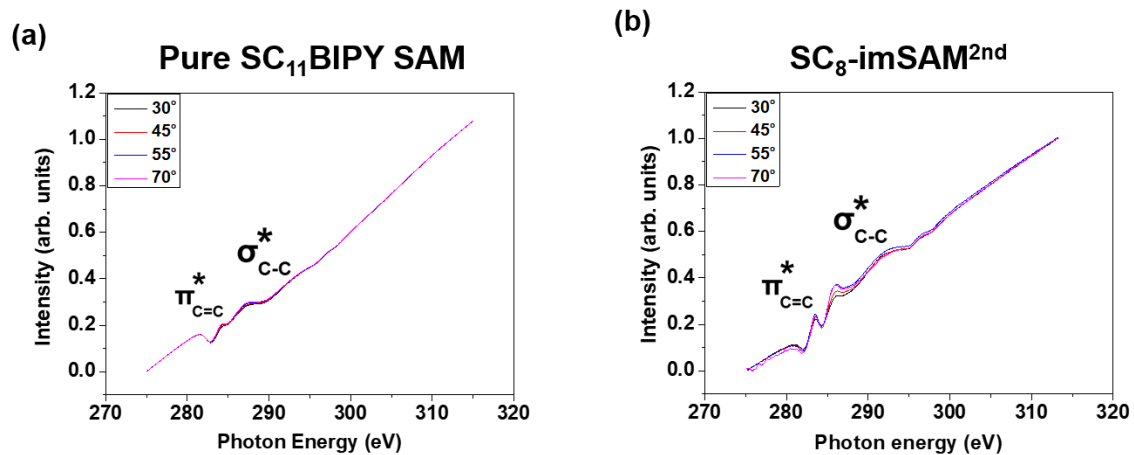 (a)
Pure SC₁₁BIPY SAM
30°
45°
55°
70°
π*C=C
σ*C-C
1.2
1.0
0.8
0.6
0.4
0.2
0.0
Intensity (arb. units)
270 280 290 300 310 320
Photon Energy (eV)
(b)
SC₈-imSAM²ⁿᵈ
30°
45°
55°
70°
π*C=C
σ*C-C
1.2
1.0
0.8
0.6
0.4
0.2
0.0
Intensity (arb. units)
270 280 290 300 310 320
Photon energy (eV)